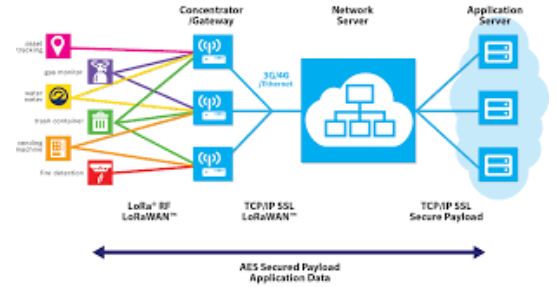 Concentrator
/Gateway
Network
Server
Application
Server
asset
tracking
gas monitor
water
meter
trash container
vending
machine
fire detection
3G/4G
/Ethernet
LoRa® RF
LoRaWAN™
TCP/IP SSL
LoRaWAN™
TCP/IP SSL
Secure Payload
AES Secured Payload
Application Data